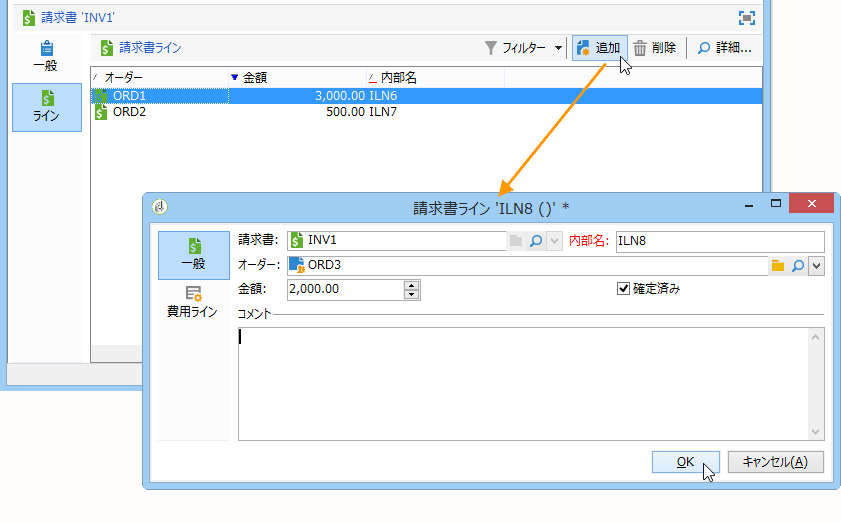 請求書 'INV1'
一般
ライン
請求書ライン
フィルター
追加
削除
詳細...
オーダー 金額 内部名
ORD1 3,000.00 ILN6
ORD2 500.00 ILN7
請求書ライン 'ILN8 ()' *
一般
費用ライン
請求書: INV1 内部名: ILN8
オーダー: ORD3
金額: 2,000.00 確定済み
コメント
OK キャンセル(A)